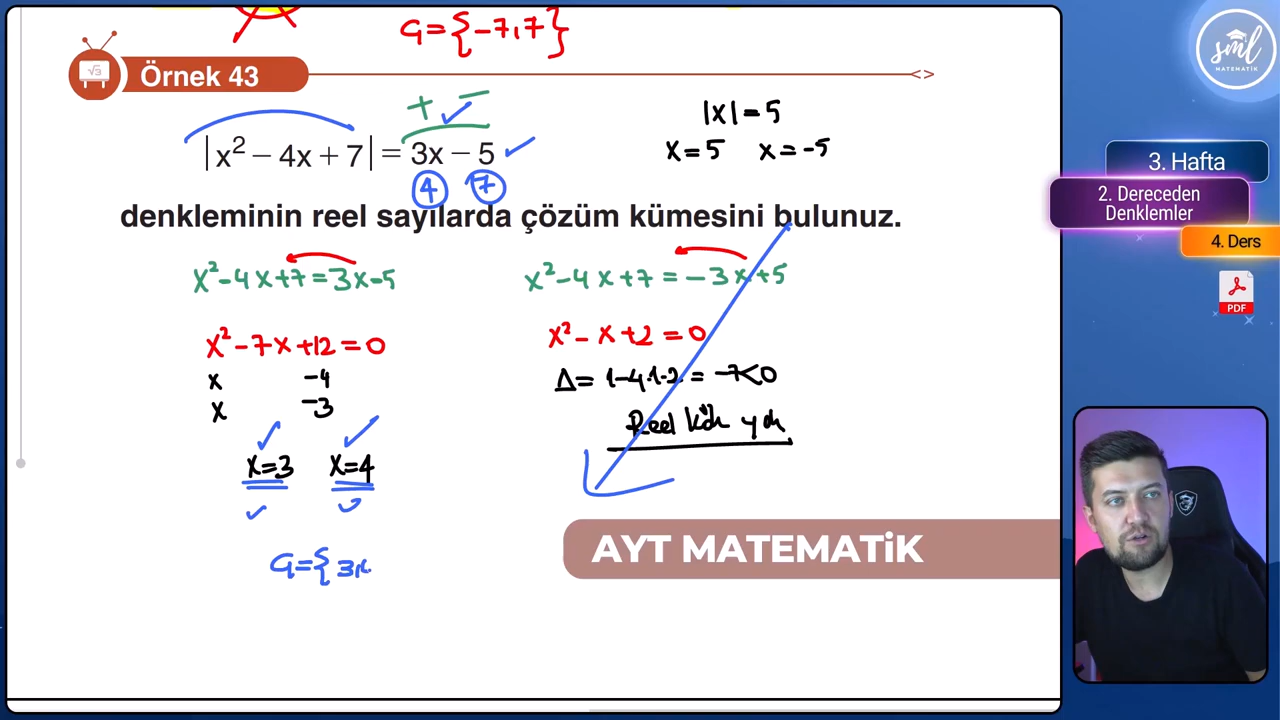 Ç={-7,7}
√3
Örnek 43
< >
+ -
|x² − 4x + 7| = 3x − 5
4 7
|x|=5
x=5 x=-5
denkleminin reel sayılarda çözüm kümesini bulunuz.
x²-4x+7=3x-5
x²-7x+12=0
x -4
x -3
x=3 x=4
Ç={3,
x²-4x+7=-3x+5
x²-x+2=0
Δ=1-4.1.2=-7<0
Reel kök yok
AYT MATEMATİK
sml
MATEMATİK
3. Hafta
2. Dereceden
Denklemler
4. Ders
PDF